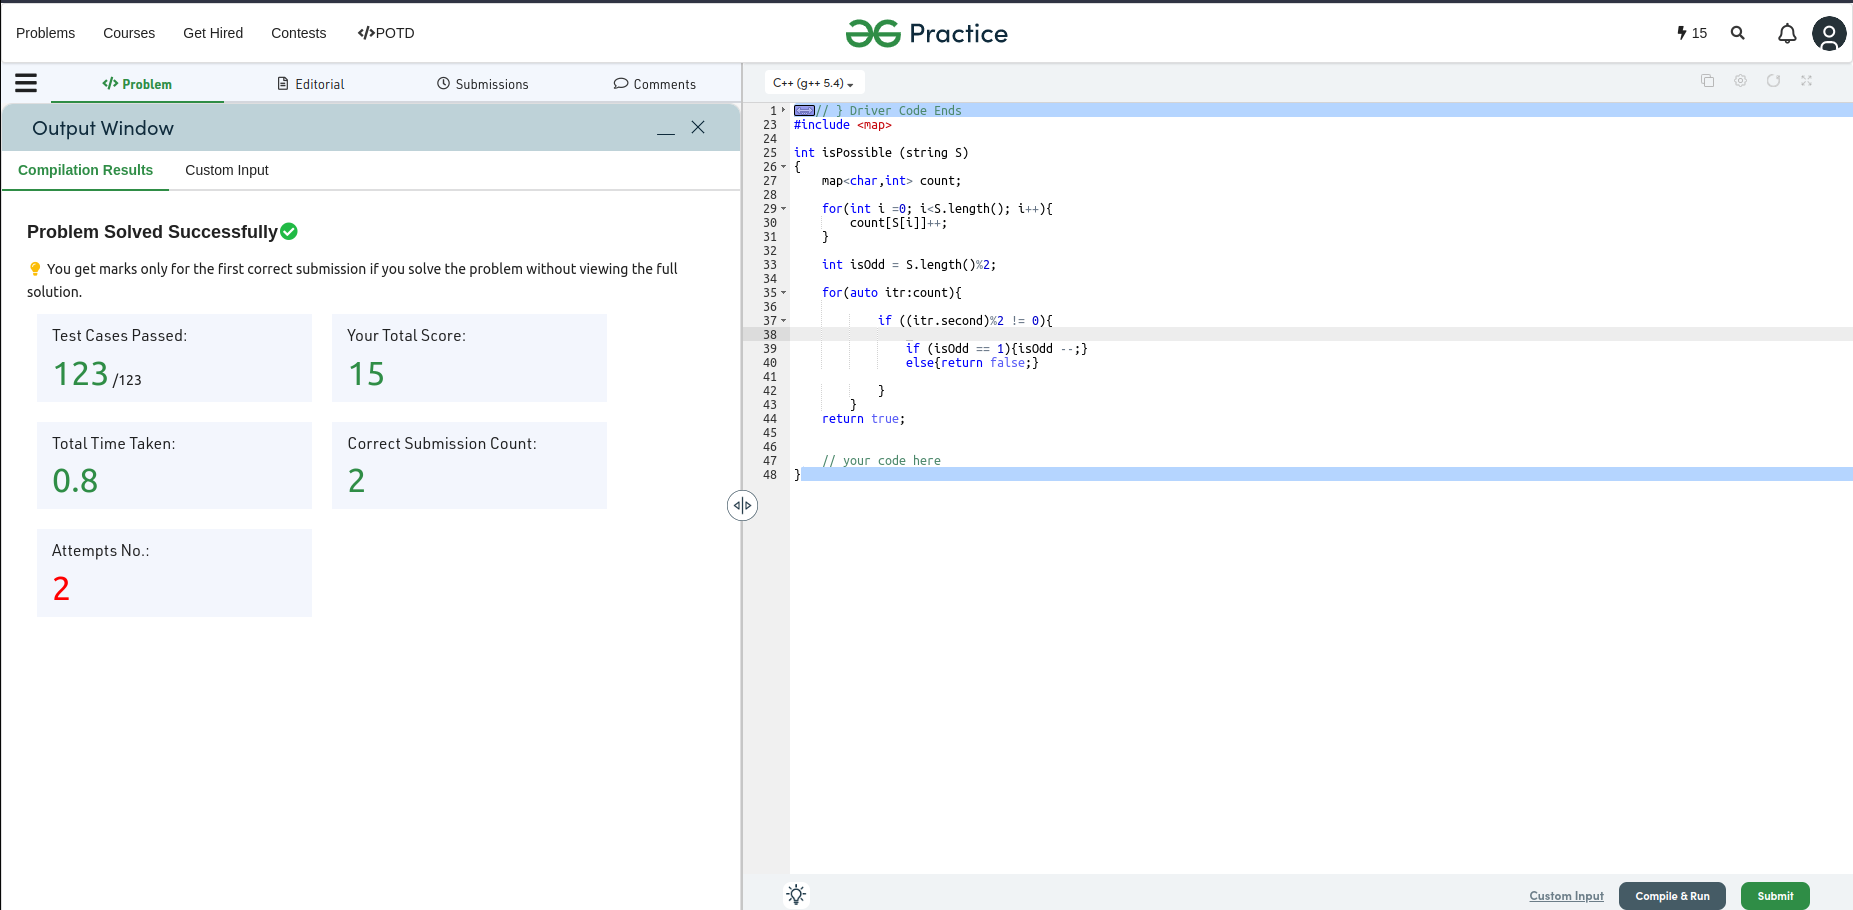 Problems Courses Get Hired Contests </>POTD
Practice
15
</> Problem Editorial Submissions Comments
Output Window
Compilation Results Custom Input
Problem Solved Successfully
You get marks only for the first correct submission if you solve the problem without viewing the full
solution.
Test Cases Passed: Your Total Score:
123 /123 15
Total Time Taken: Correct Submission Count:
0.8 2
Attempts No.:
2
C++ (g++ 5.4)
1 // } Driver Code Ends
23 #include <map>
24
25 int isPossible (string S)
26 {
27 map<char,int> count;
28
29 for(int i =0; i<S.length(); i++){
30 count[S[i]]++;
31 }
32
33 int isOdd = S.length()%2;
34
35 for(auto itr:count){
36
37 if ((itr.second)%2 != 0){
38
39 if (isOdd == 1){isOdd --;}
40 else{return false;}
41
42 }
43 }
44 return true;
45
46
47 // your code here
48 }
Custom Input Compile & Run Submit